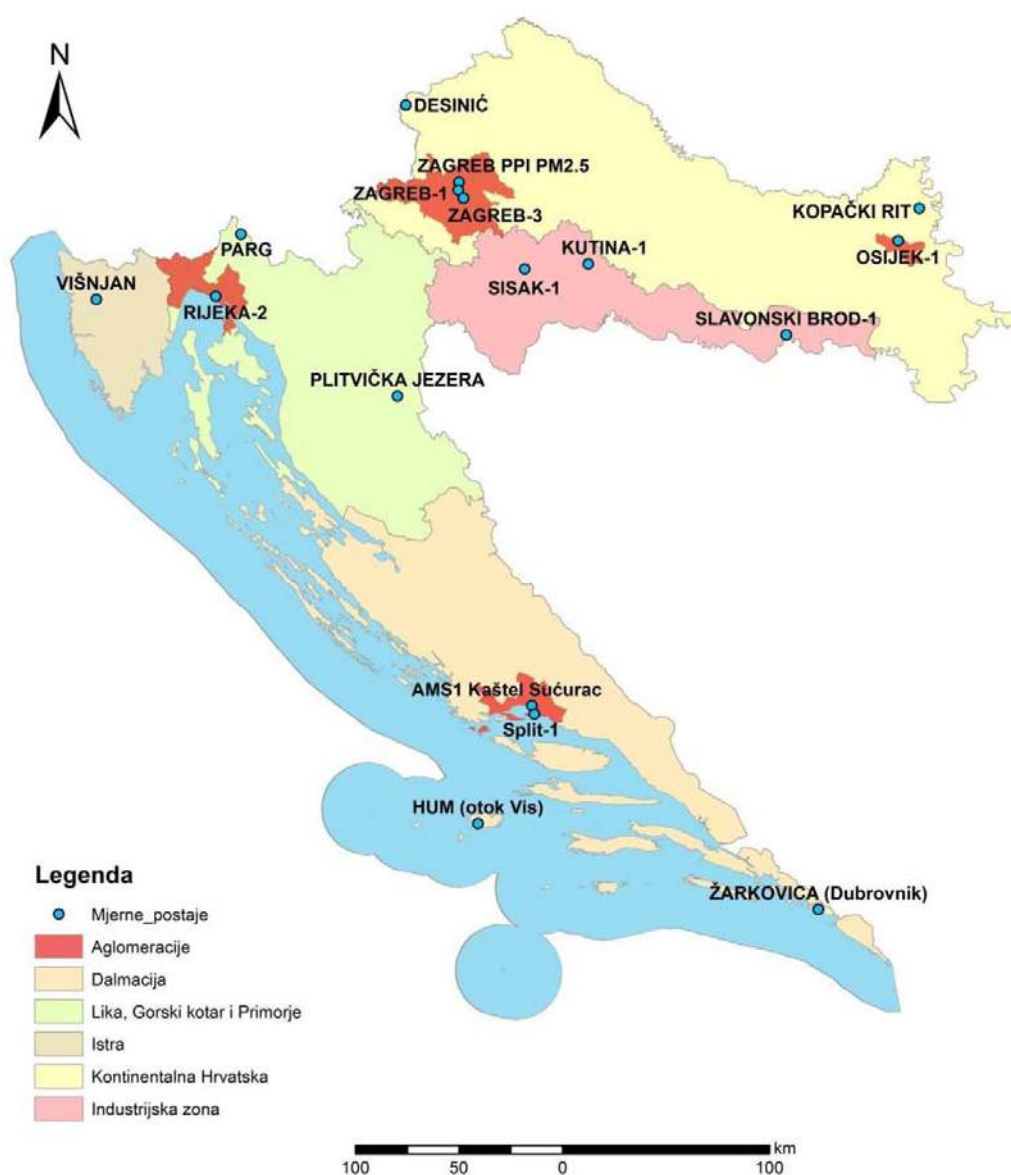 N
DESINIĆ
ZAGREB PPI PM2.5
ZAGREB-1
ZAGREB-3
KOPAČKI RIT
PARG
KUTINA-1
OSIJEK-1
VIŠNJAN
SISAK-1
RIJEKA-2
SLAVONSKI BROD-1
PLITVIČKA JEZERA
AMS1 Kaštel Sućurac
Split-1
HUM (otok Vis)
ŽARKOVICA (Dubrovnik)
Legenda
Mjerne_postaje
Aglomeracije
Dalmacija
Lika, Gorski kotar i Primorje
Istra
Kontinentalna Hrvatska
Industrijska zona
km
100 50 0 100